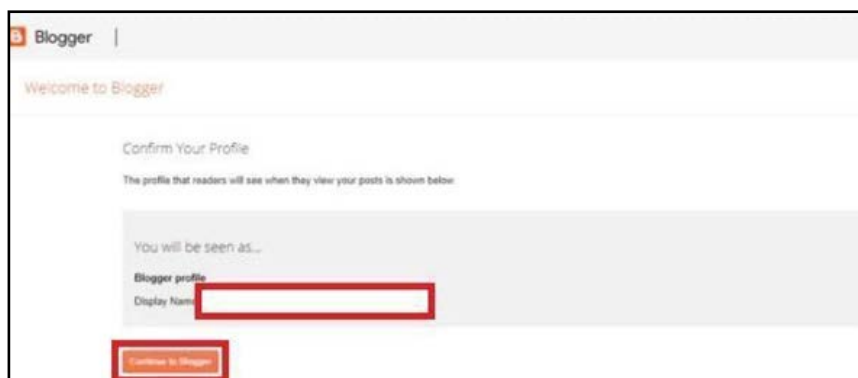 Blogger |
Welcome to Blogger
Confirm Your Profile
The profile that readers will see when they view your posts is shown below.
You will be seen as...
Blogger profile
Display Name
Continue to Blogger